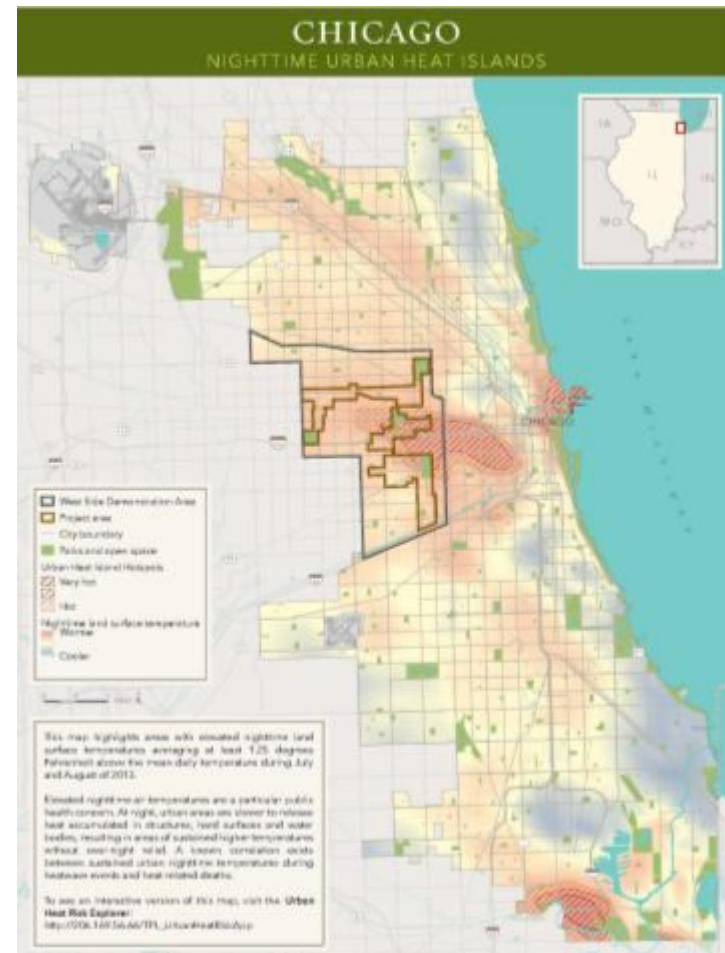 CHICAGO
NIGHTTIME URBAN HEAT ISLANDS
IA
IL
IN
MO
KY
CHICAGO
West Side Demonstration Area
Project area
City boundary
Parks and open space
Urban Heat Island Hotspots
Very hot
Hot
Nighttime land surface temperature
Warmer
Cooler
This map highlights areas with elevated nighttime land
surface temperatures averaging at least 1.25 degrees
Fahrenheit above the mean daily temperature during July
and August of 2013.
Elevated nighttime air temperatures are a particular public
health concern. At night, urban areas are slower to release
heat accumulated in structures, hard surfaces and water
bodies, resulting in areas of sustained higher temperatures
without over-night relief. A known correlation exists
between sustained urban nighttime temperatures during
heatwave events and heat related deaths.
To see an interactive version of this map, visit the Urban
Heat Risk Explorer: